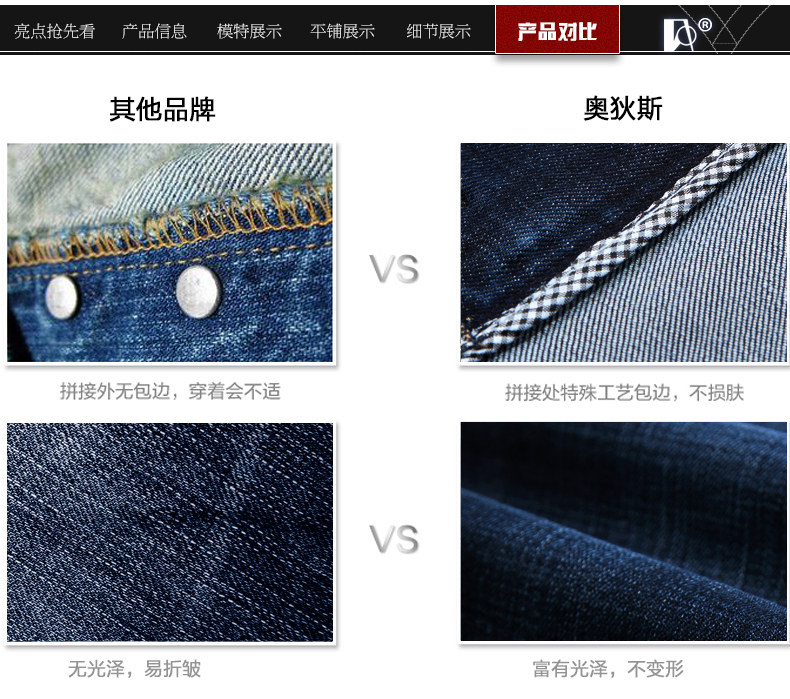 亮点抢先看 产品信息 模特展示 平铺展示 细节展示 产品对比 ®
其他品牌 奥狄斯
VS
拼接外无包边，穿着会不适 拼接处特殊工艺包边，不损肤
VS
无光泽，易折皱 富有光泽，不变形